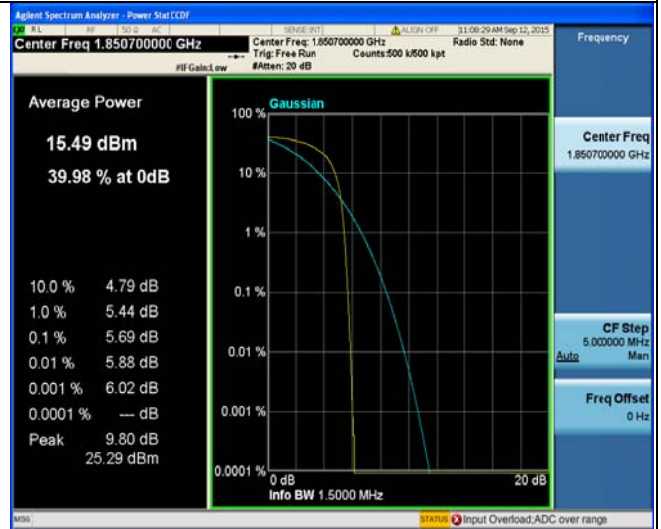 Agilent Spectrum Analyzer - Power Stat CCDF
LXI RL RF 50 Ω AC SENSE:INT ALIGN OFF 11:08:29 AM Sep 12, 2015
Center Freq 1.850700000 GHz
Center Freq: 1.850700000 GHz Radio Std: None
Trig: Free Run Counts:500 k/500 kpt
#IFGain:Low #Atten: 20 dB
Frequency
Average Power
15.49 dBm
39.98 % at 0dB
10.0 % 4.79 dB
1.0 % 5.44 dB
0.1 % 5.69 dB
0.01 % 5.88 dB
0.001 % 6.02 dB
0.0001 % --- dB
Peak 9.80 dB
25.29 dBm
Gaussian
100 %
10 %
1 %
0.1 %
0.01 %
0.001 %
0.0001 %
0 dB 20 dB
Info BW 1.5000 MHz
Center Freq
1.850700000 GHz
CF Step
5.000000 MHz
Auto Man
Freq Offset
0 Hz
MSG STATUS Input Overload;ADC over range